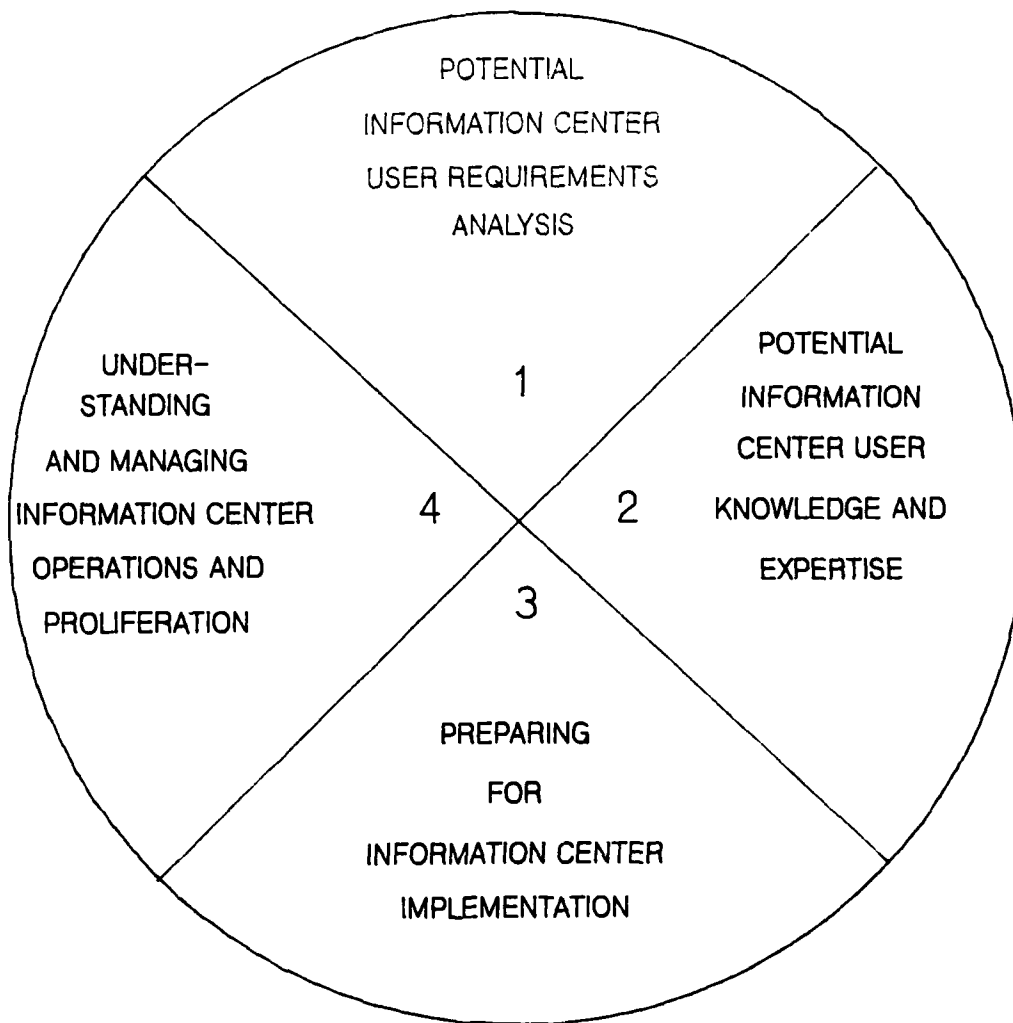 POTENTIAL
INFORMATION CENTER
USER REQUIREMENTS
ANALYSIS
1
POTENTIAL
INFORMATION
CENTER USER
KNOWLEDGE AND
EXPERTISE
2
3
PREPARING
FOR
INFORMATION CENTER
IMPLEMENTATION
UNDER-
STANDING
AND MANAGING
INFORMATION CENTER
OPERATIONS AND
PROLIFERATION
4